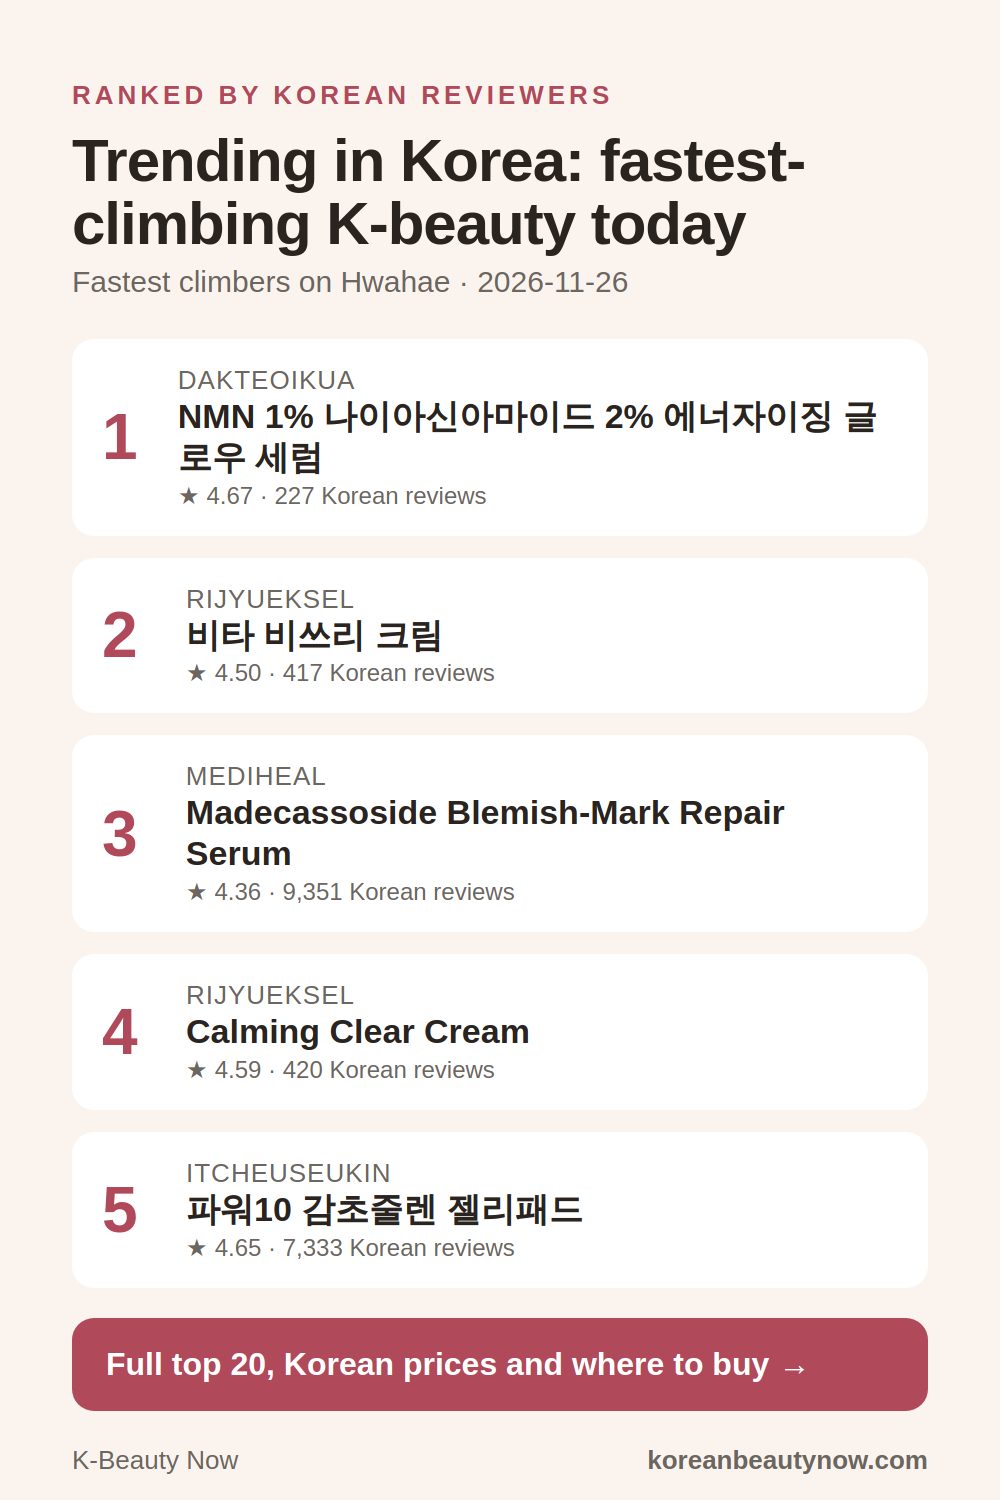 RANKED BY KOREAN REVIEWERS
Trending in Korea: fastest-
climbing K-beauty today
Fastest climbers on Hwahae · 2026-11-26
1
DAKTEOIKUA
NMN 1% 나이아신아마이드 2% 에너자이징 글
로우 세럼
★ 4.67 · 227 Korean reviews
2
RIJYUEKSEL
비타 비쓰리 크림
★ 4.50 · 417 Korean reviews
3
MEDIHEAL
Madecassoside Blemish-Mark Repair
Serum
★ 4.36 · 9,351 Korean reviews
4
RIJYUEKSEL
Calming Clear Cream
★ 4.59 · 420 Korean reviews
5
ITCHEUSEUKIN
파워10 감초줄렌 젤리패드
★ 4.65 · 7,333 Korean reviews
Full top 20, Korean prices and where to buy →
K-Beauty Now
koreanbeautynow.com